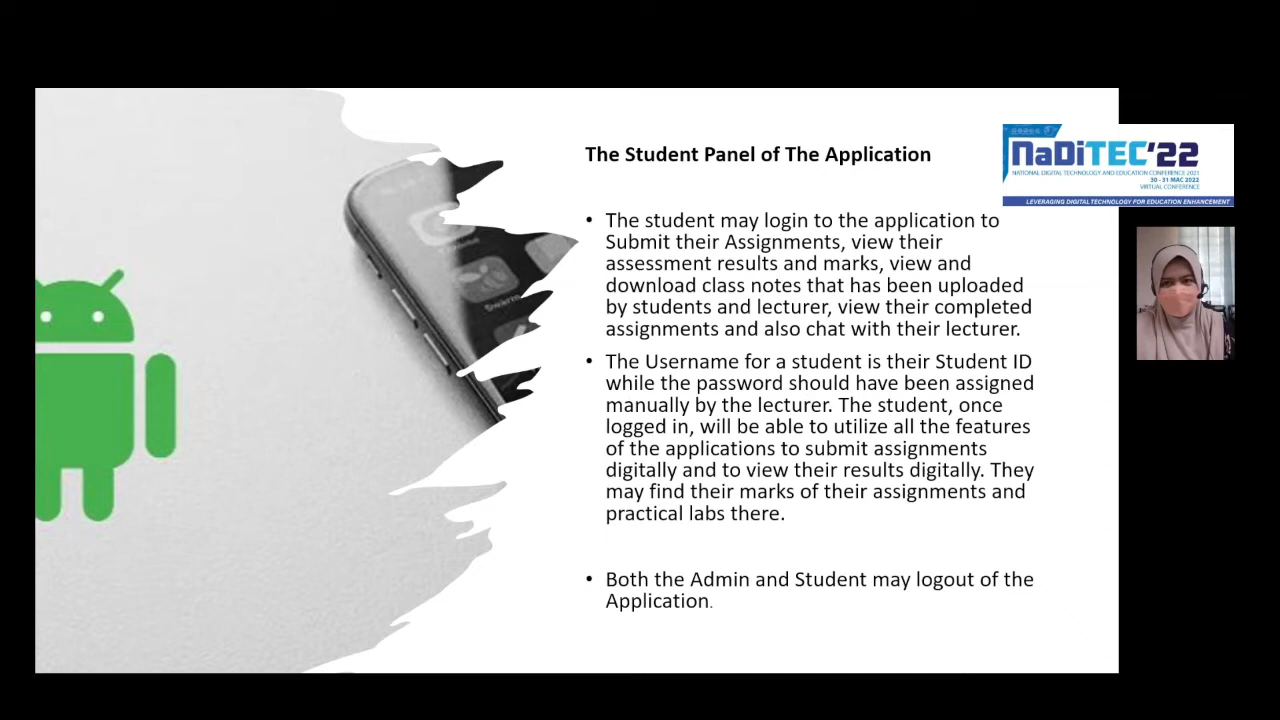 The Student Panel of The Application
• The student may login to the application to
Submit their Assignments, view their
assessment results and marks, view and
download class notes that has been uploaded
by students and lecturer, view their completed
assignments and also chat with their lecturer.
• The Username for a student is their Student ID
while the password should have been assigned
manually by the lecturer. The student, once
logged in, will be able to utilize all the features
of the applications to submit assignments
digitally and to view their results digitally. They
may find their marks of their assignments and
practical labs there.
• Both the Admin and Student may logout of the
Application.
NaDiTEC'22
NATIONAL DIGITAL TECHNOLOGY AND EDUCATION CONFERENCE 2021
30 - 31 MAC 2022
VIRTUAL CONFERENCE
LEVERAGING DIGITAL TECHNOLOGY FOR EDUCATION ENHANCEMENT